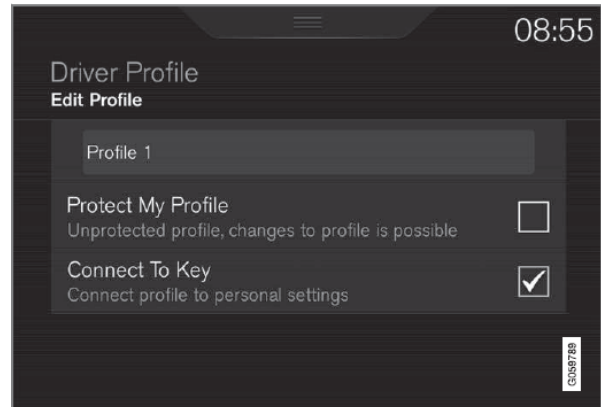 08:55
Driver Profile
Edit Profile
Profile 1
Protect My Profile
Unprotected profile, changes to profile is possible
Connect To Key
Connect profile to personal settings
G059789